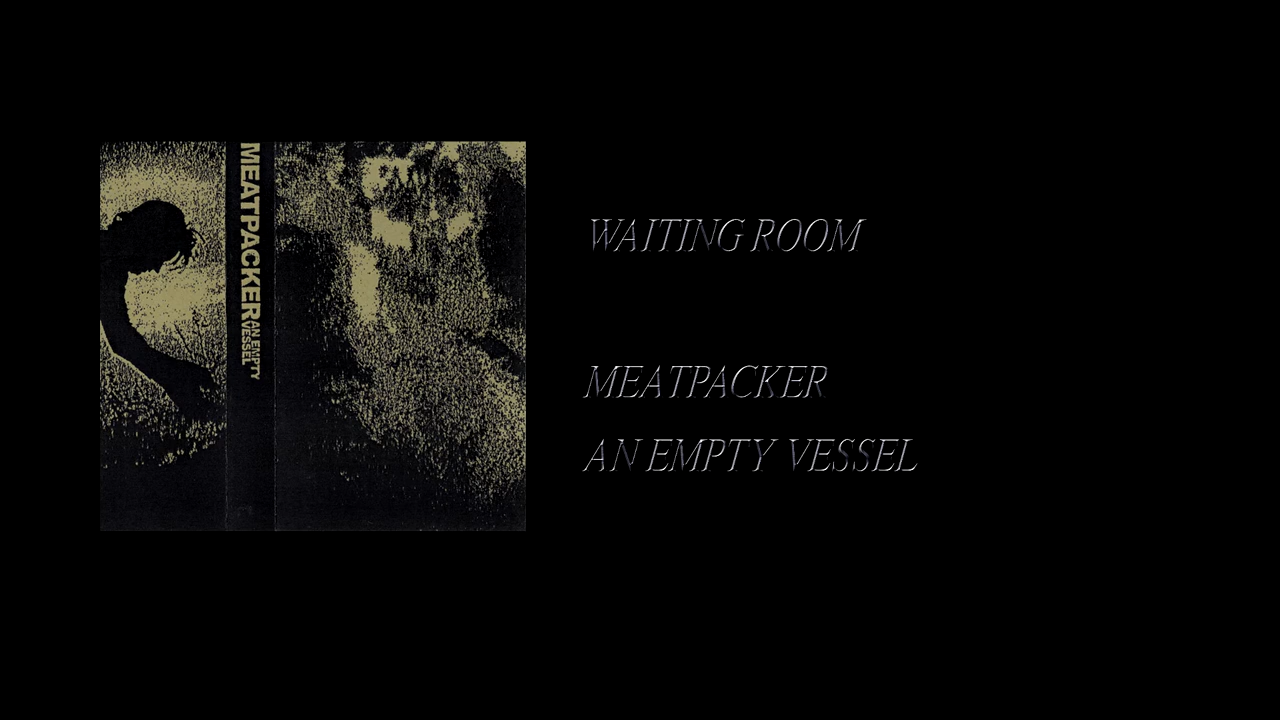 MEATPACKER
AN EMPTY
VESSEL
WAITING ROOM
MEATPACKER
AN EMPTY VESSEL